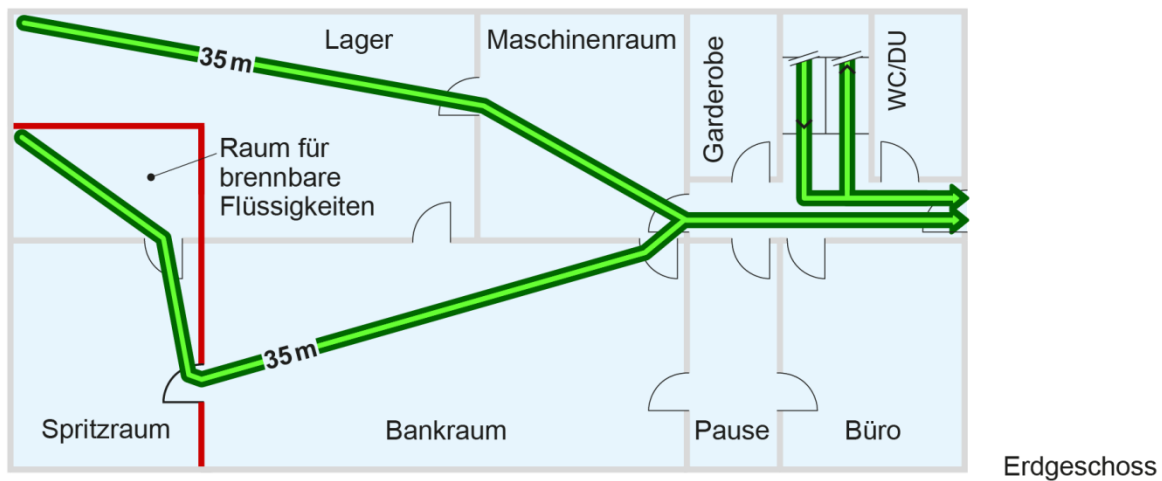 Lager
Maschinenraum
Garderobe
WC/DU
35 m
Raum für
brennbare
Flüssigkeiten
35 m
Spritzraum
Bankraum
Pause
Büro
Erdgeschoss